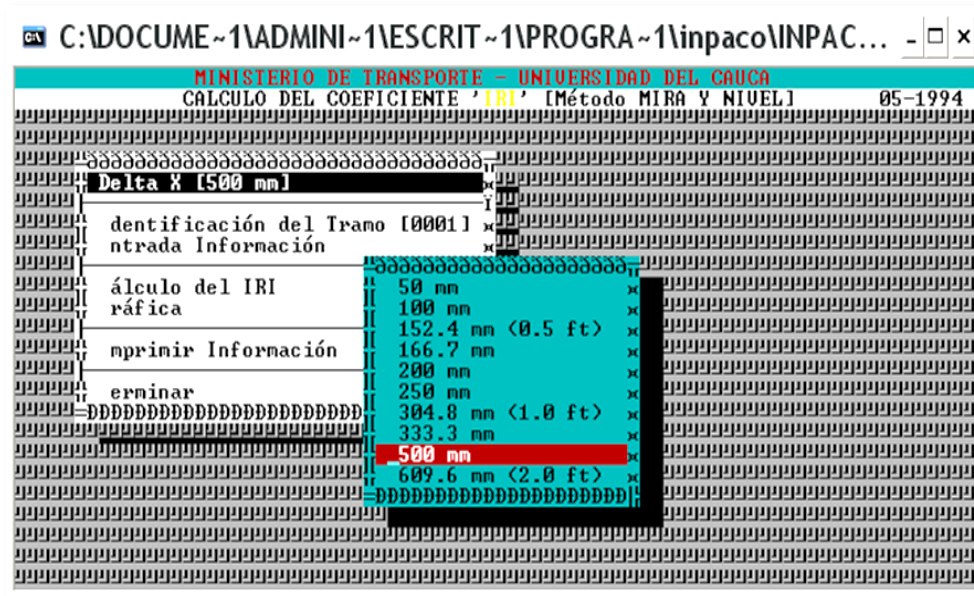 C:\DOCUME~1\ADMINI~1\ESCRIT~1\PROGRA~1\inpaco\INPAC...
MINISTERIO DE TRANSPORTE - UNIVERSIDAD DEL CAUCA
CALCULO DEL COEFICIENTE 'IRI' [Método MIRA Y NIVEL] 05-1994
Delta X [500 mm]
dentificación del Tramo [0001]
ntrada Información
álculo del IRI
ráfica
mprimir Información
erminar
50 mm
100 mm
152.4 mm (0.5 ft)
166.7 mm
200 mm
250 mm
304.8 mm (1.0 ft)
333.3 mm
500 mm
609.6 mm (2.0 ft)